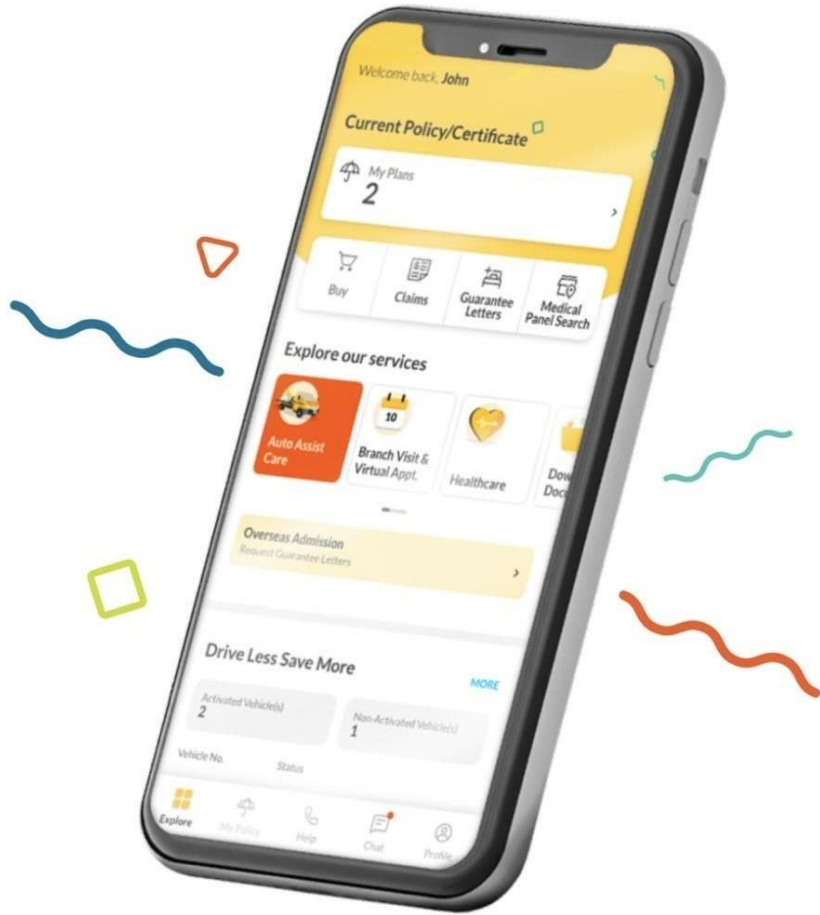 Welcome back, John
Current Policy/Certificate
My Plans
2
Buy
Claims
Guarantee
Letters
Medical
Panel Search
Explore our services
Auto Assist
Care
10
Branch Visit &
Virtual Appt.
Healthcare
Dow
Docu
Overseas Admission
Request Guarantee Letters
Drive Less Save More
MORE
Activated Vehicle(s)
2
Non-Activated Vehicle(s)
1
Vehicle No.
Status
Explore
My Policy
Help
Chat
Profile